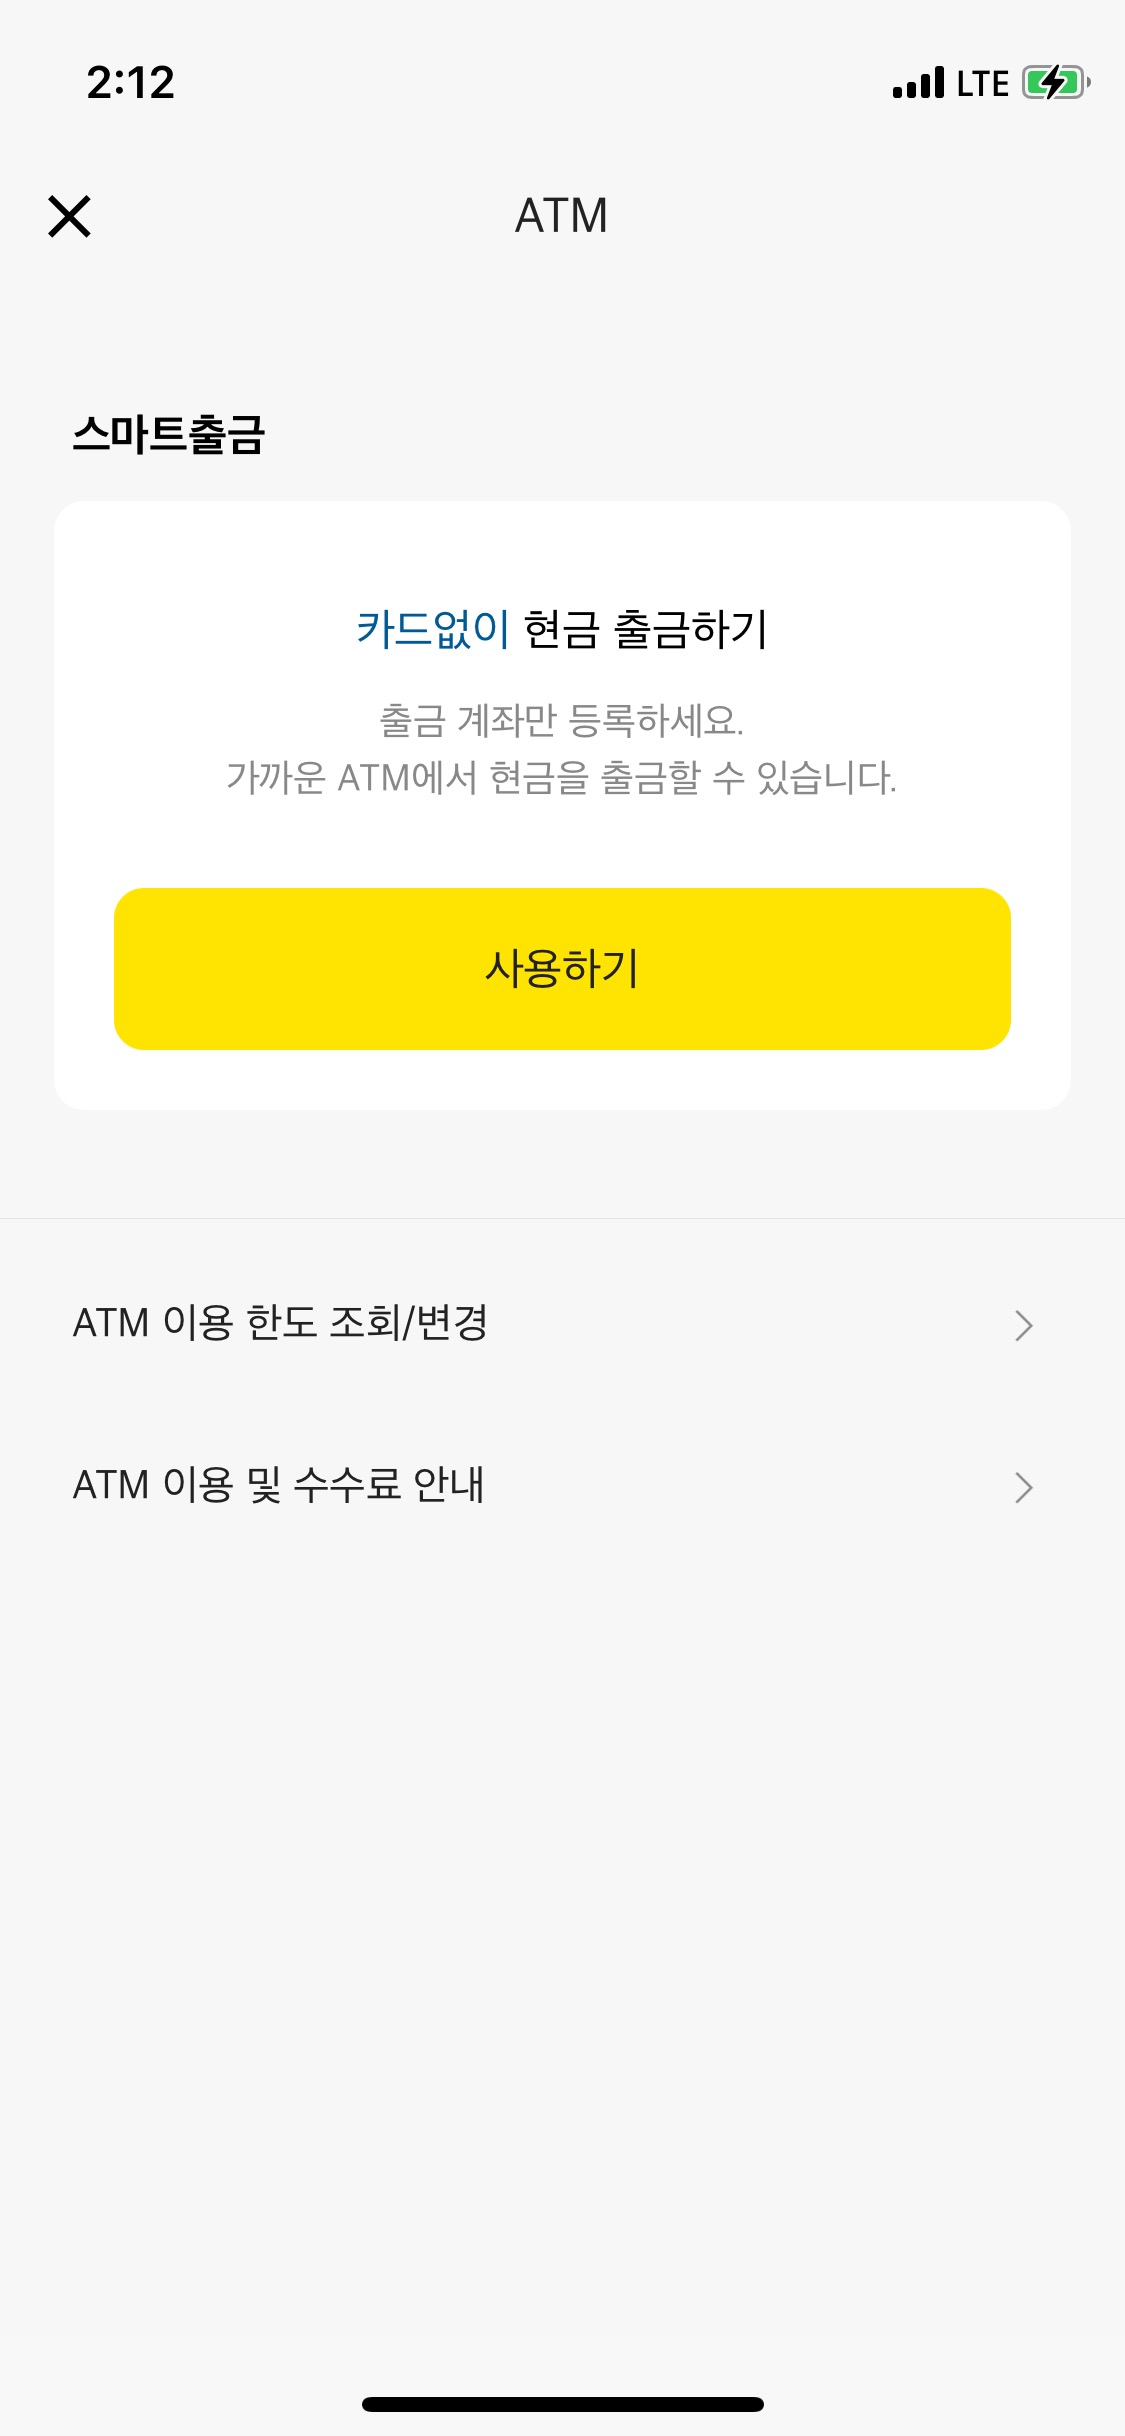 2:12
LTE
ATM
스마트출금
카드없이 현금 출금하기
출금 계좌만 등록하세요.
가까운 ATM에서 현금을 출금할 수 있습니다.
사용하기
ATM 이용 한도 조회/변경
ATM 이용 및 수수료 안내